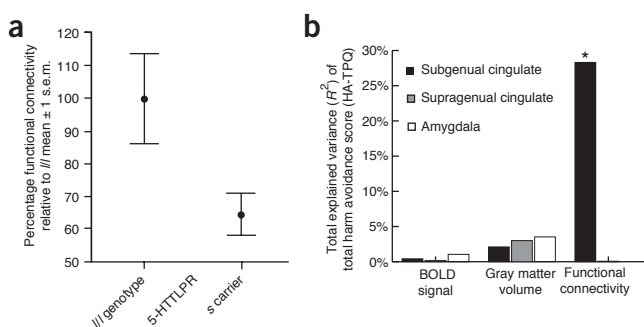 a
Percentage functional connectivity
relative to l/l mean ± 1 s.e.m.
120
110
100
90
80
70
60
50
l/l genotype
5-HTTLPR
s carrier
b
Total explained variance (R²) of
total harm avoidance score (HA-TPQ)
30%
25%
20%
15%
10%
5%
0%
Subgenual cingulate
Supragenual cingulate
Amygdala
*
BOLD
signal
Gray matter
volume
Functional
connectivity